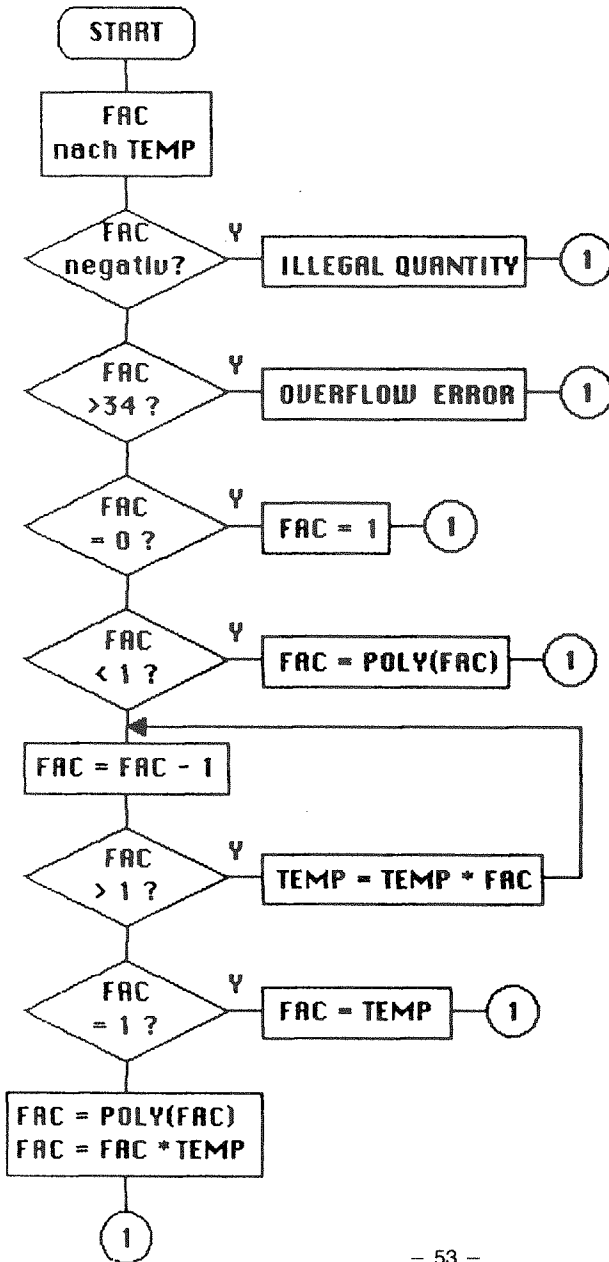 START
FAC
nach TEMP
FAC
negativ?
Y
ILLEGAL QUANTITY
1
FAC
>34 ?
Y
OVERFLOW ERROR
1
FAC
= 0 ?
Y
FAC = 1
1
FAC
< 1 ?
Y
FAC = POLY(FAC)
1
FAC = FAC - 1
FAC
> 1 ?
Y
TEMP = TEMP * FAC
FAC
= 1 ?
Y
FAC = TEMP
1
FAC = POLY(FAC)
FAC = FAC * TEMP
1
– 53 –